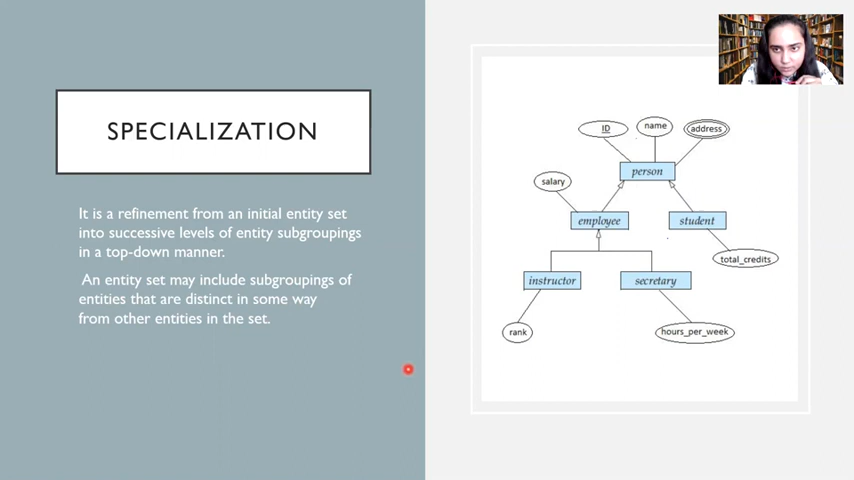 SPECIALIZATION
It is a refinement from an initial entity set
into successive levels of entity subgroupings
in a top-down manner.
An entity set may include subgroupings of
entities that are distinct in some way
from other entities in the set.
ID
name
address
person
salary
employee
student
total_credits
instructor
secretary
rank
hours_per_week